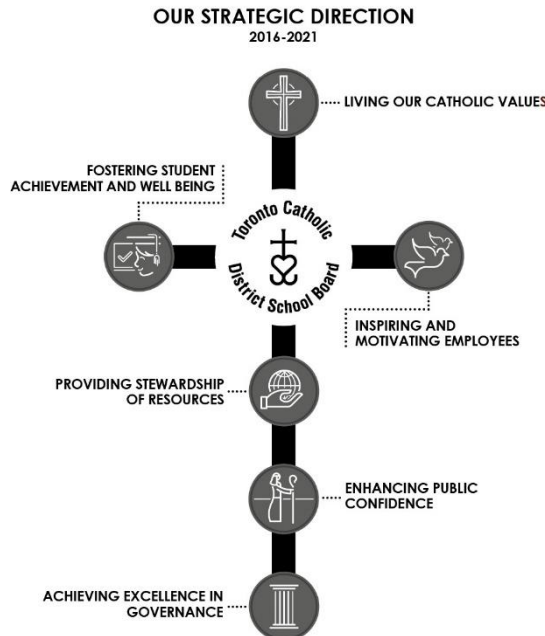 OUR STRATEGIC DIRECTION
2016-2021
LIVING OUR CATHOLIC VALUES
FOSTERING STUDENT
ACHIEVEMENT AND WELL BEING
Toronto Catholic
District School Board
INSPIRING AND
MOTIVATING EMPLOYEES
PROVIDING STEWARDSHIP
OF RESOURCES
ENHANCING PUBLIC
CONFIDENCE
ACHIEVING EXCELLENCE IN
GOVERNANCE